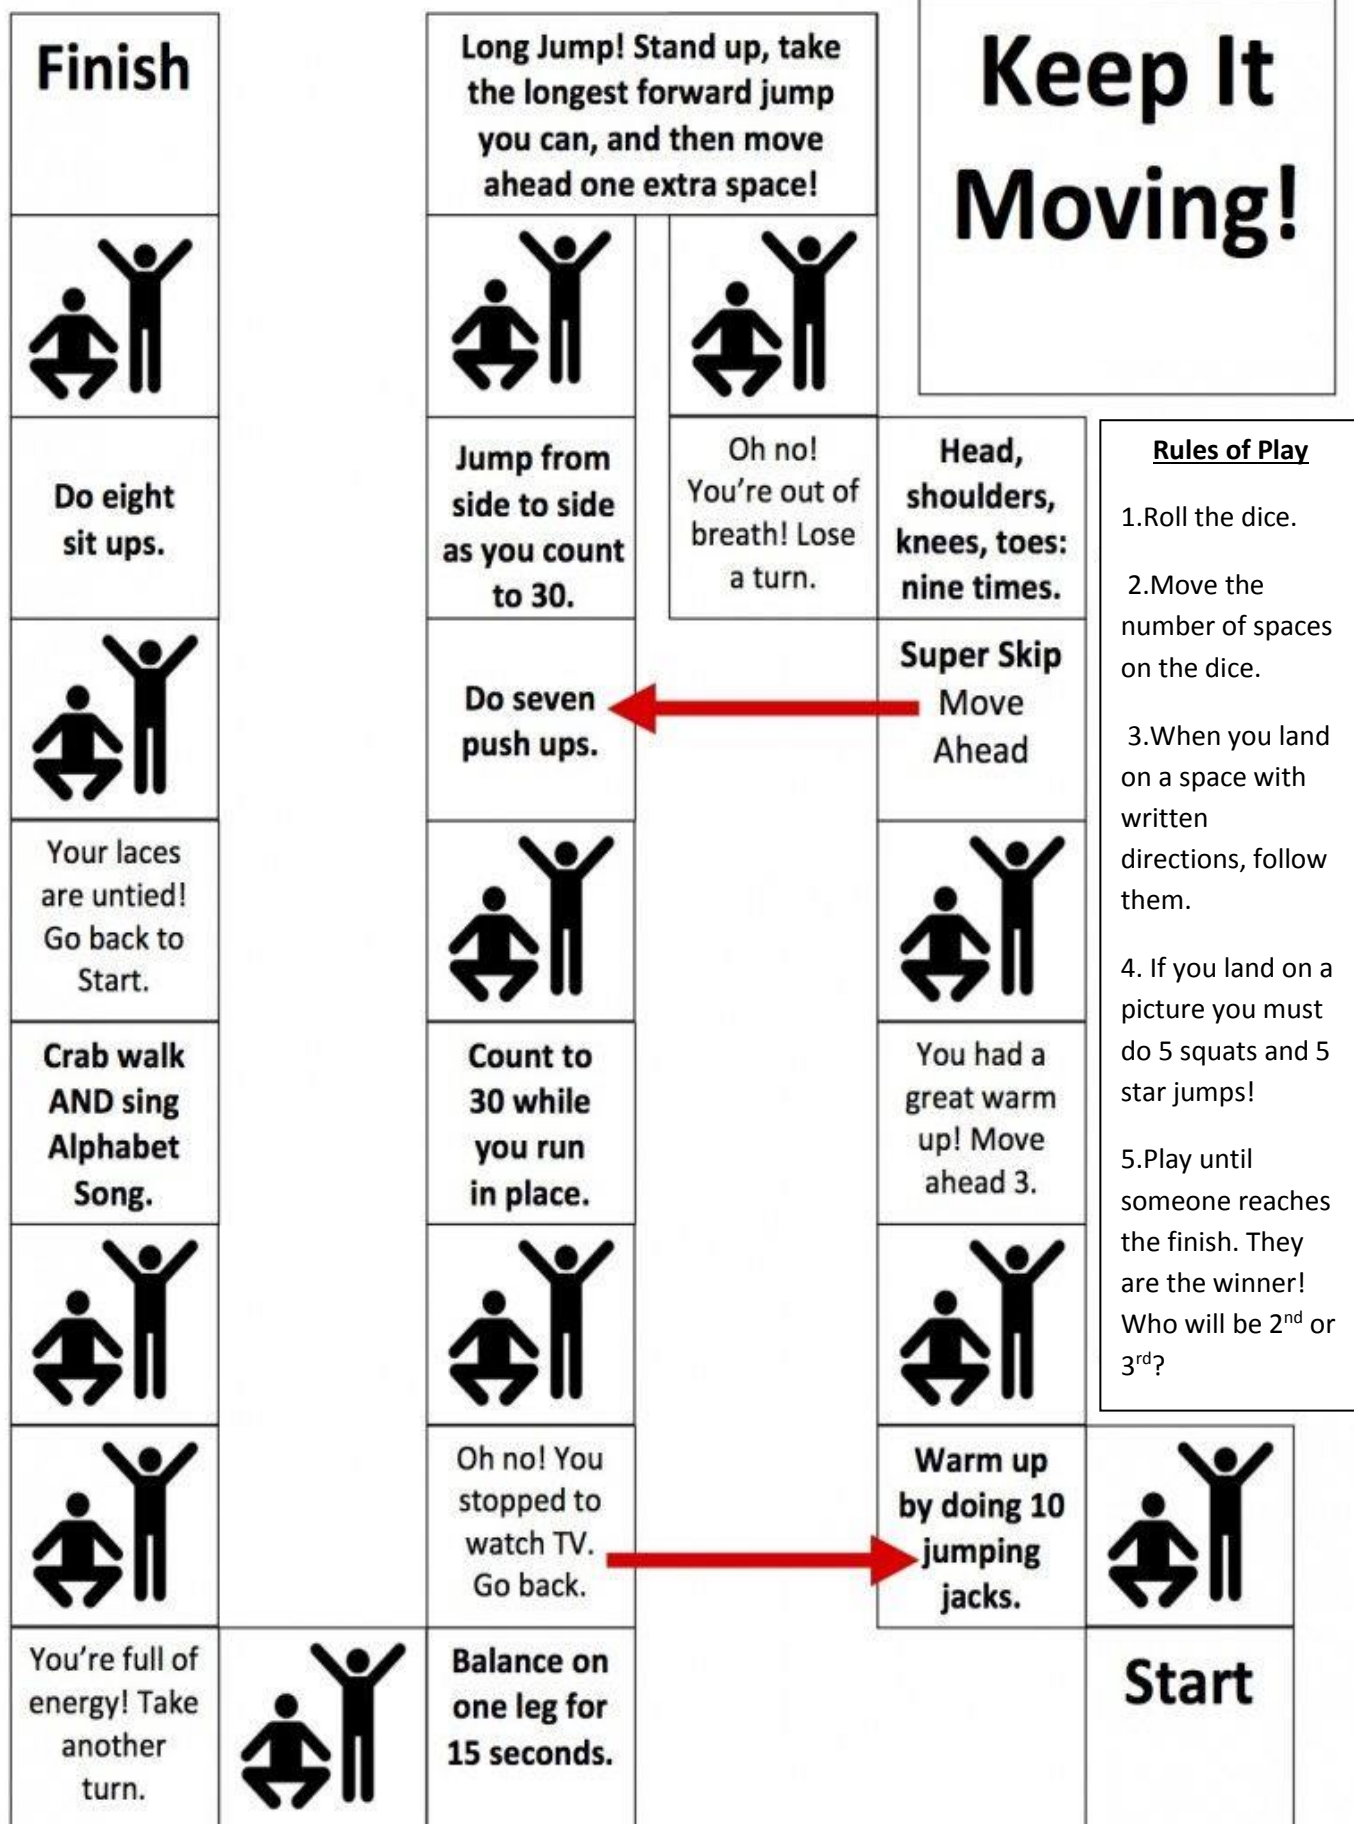 Finish
Long Jump! Stand up, take
the longest forward jump
you can, and then move
ahead one extra space!
Keep It
Moving!
Do eight
sit ups.
Jump from
side to side
as you count
to 30.
Oh no!
You're out of
breath! Lose
a turn.
Head,
shoulders,
knees, toes:
nine times.
Super Skip
Move
Ahead
Do seven
push ups.
Your laces
are untied!
Go back to
Start.
Crab walk
AND sing
Alphabet
Song.
Count to
30 while
you run
in place.
You had a
great warm
up! Move
ahead 3.
Oh no! You
stopped to
watch TV.
Go back.
Warm up
by doing 10
jumping
jacks.
You're full of
energy! Take
another
turn.
Balance on
one leg for
15 seconds.
Start
Rules of Play
1.Roll the dice.
2.Move the
number of spaces
on the dice.
3.When you land
on a space with
written
directions, follow
them.
4. If you land on a
picture you must
do 5 squats and 5
star jumps!
5.Play until
someone reaches
the finish. They
are the winner!
Who will be 2nd or
3rd?